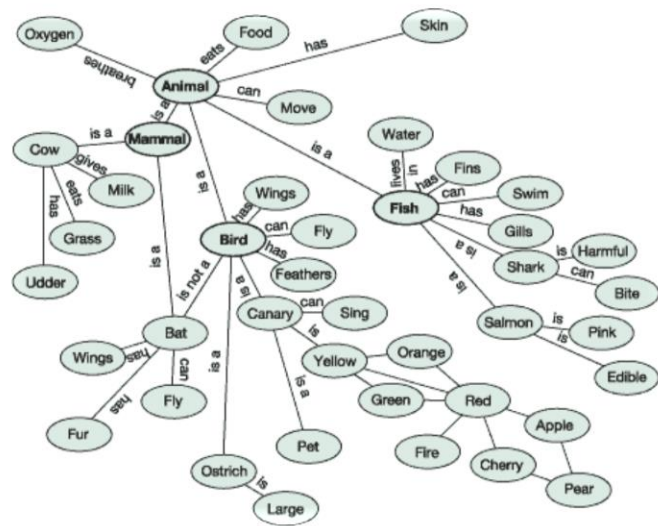 Oxygen
Food
Skin
breathes
eats
has
Animal
can
Move
is a
is a
is a
Mammal
is a
Cow
gives
Milk
eats
has
Grass
Udder
is a
Water
lives
in
Fish
has
Fins
can
Swim
has
Gills
is a
Shark
is
Harmful
can
Bite
is a
Salmon
is
Pink
is
Edible
Bird
has
Wings
can
Fly
has
Feathers
is not a
is a
is a
Bat
Wings
has
can
has
Fly
Fur
Canary
can
Sing
is
Yellow
Orange
Green
Red
Fire
Apple
Cherry
Pear
is a
Pet
Ostrich
is
Large